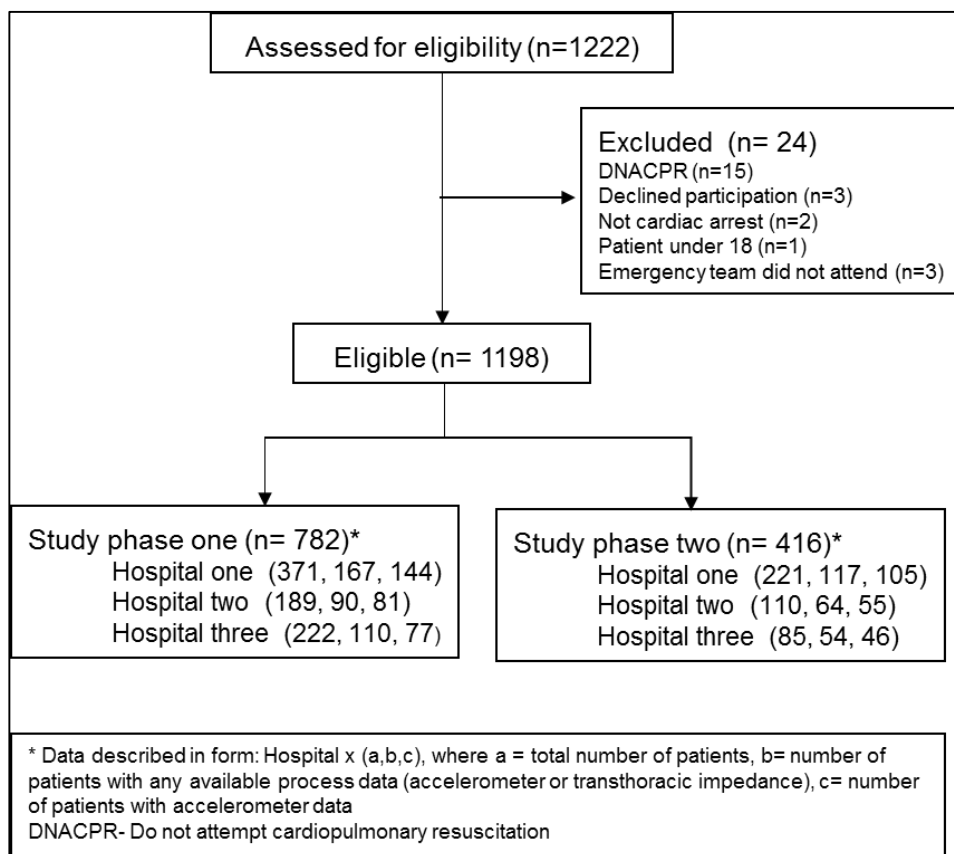 Assessed for eligibility (n=1222)
Excluded (n= 24)
DNACPR (n=15)
Declined participation (n=3)
Not cardiac arrest (n=2)
Patient under 18 (n=1)
Emergency team did not attend (n=3)
Eligible (n= 1198)
Study phase one (n= 782)*
Hospital one (371, 167, 144)
Hospital two (189, 90, 81)
Hospital three (222, 110, 77)
Study phase two (n= 416)*
Hospital one (221, 117, 105)
Hospital two (110, 64, 55)
Hospital three (85, 54, 46)
* Data described in form: Hospital x (a,b,c), where a = total number of patients, b= number of
patients with any available process data (accelerometer or transthoracic impedance), c= number
of patients with accelerometer data
DNACPR- Do not attempt cardiopulmonary resuscitation